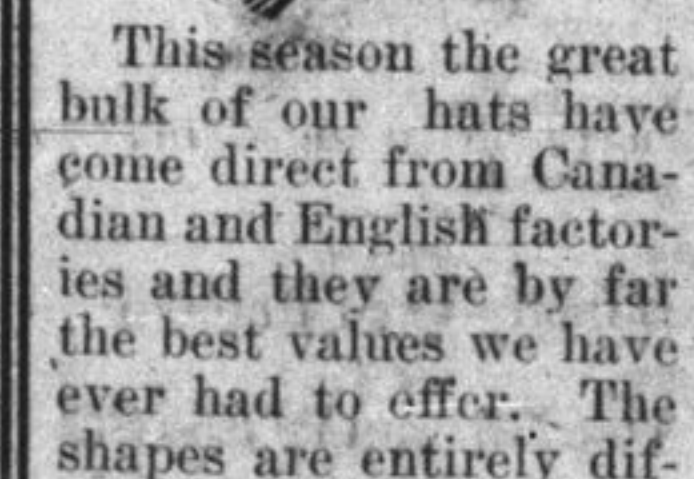 This season the great
bulk of our hats have
come direct from Cana-
dian and English factor-
ies and they are by far
the best values we have
ever had to offer. The
shapes are entirely dif-